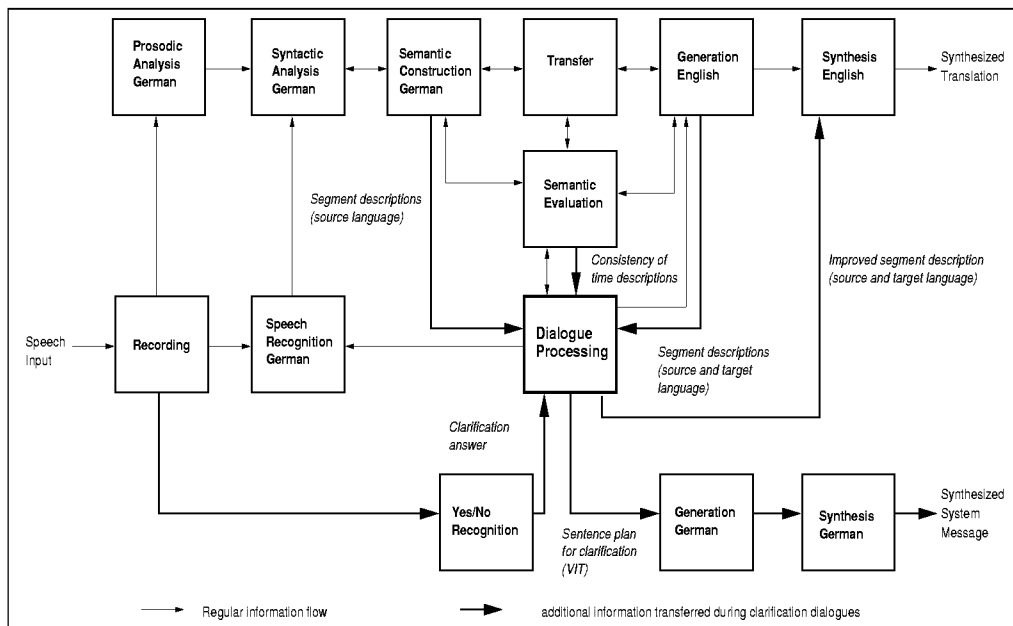 Prosodic
Analysis
German
Syntactic
Analysis
German
Semantic
Construction
German
Transfer
Generation
English
Synthesis
English
Synthesized
Translation
Segment descriptions
(source language)
Semantic
Evaluation
Consistency of
time descriptions
Improved segment description
(source and target language)
Speech
Input
Recording
Speech
Recognition
German
Dialogue
Processing
Segment descriptions
(source and target
language)
Clarification
answer
Yes/No
Recognition
Sentence plan
for clarification
(VIT)
Generation
German
Synthesis
German
Synthesized
System
Message
Regular information flow
additional information transferred during clarification dialogues